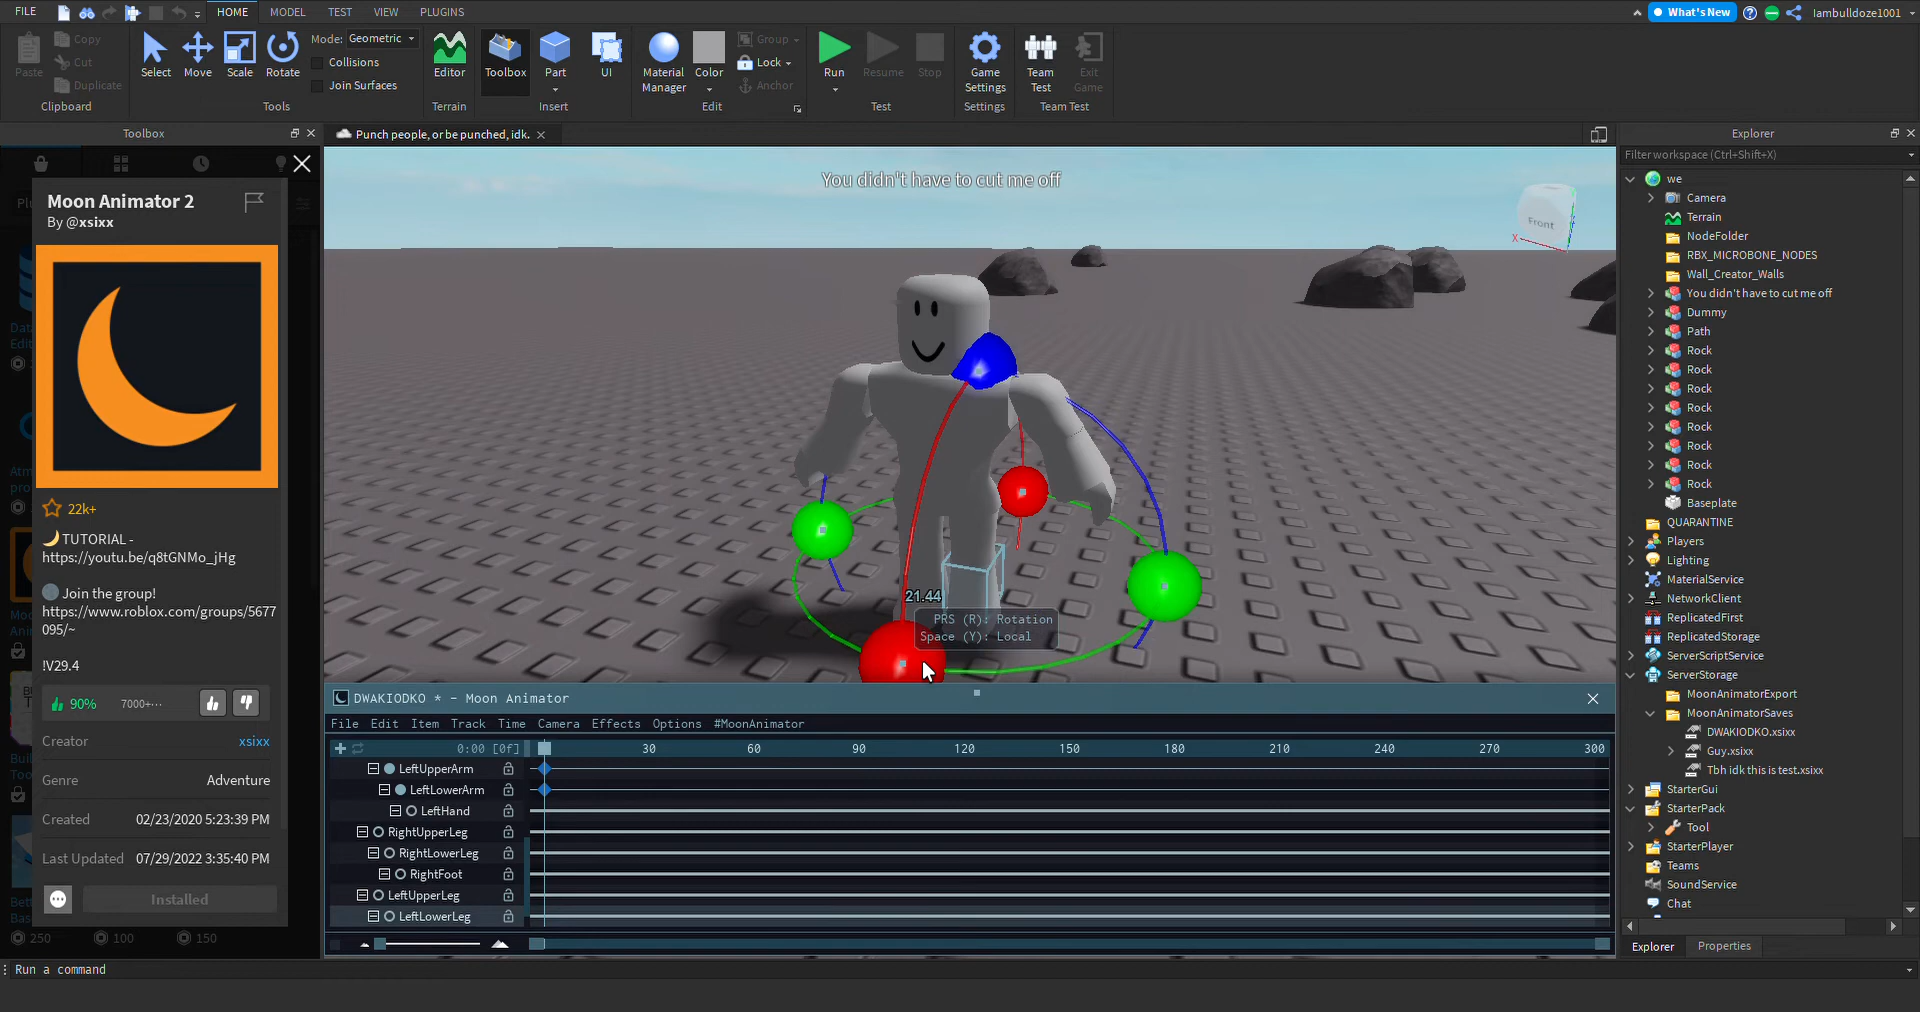 FILE HOME MODEL TEST VIEW PLUGINS What's New Iambulldoze1001
Paste Copy Cut Duplicate Clipboard
Select Move Scale Rotate Mode: Geometric Collisions Join Surfaces Tools
Editor Terrain
Toolbox Part UI Insert
Material Manager Color Group Lock Anchor Edit
Run Resume Stop Test
Game Settings Settings
Team Test Exit Game Team Test
Toolbox
Moon Animator 2
By @xsixx
22k+
TUTORIAL -
https://youtu.be/q8tGNMo_jHg
Join the group!
https://www.roblox.com/groups/5677
095/~
!V29.4
90% 7000+···
Creator xsixx
Genre Adventure
Created 02/23/2020 5:23:39 PM
Last Updated 07/29/2022 3:35:40 PM
Installed
250 100 150
Punch people, or be punched, idk.
You didn't have to cut me off
Front
X
21.44
PRS (R): Rotation
Space (Y): Local
DWAKIODKO * - Moon Animator
File Edit Item Track Time Camera Effects Options #MoonAnimator
0:00 [0f] 30 60 90 120 150 180 210 240 270 300
LeftUpperArm
LeftLowerArm
LeftHand
RightUpperLeg
RightLowerLeg
RightFoot
LeftUpperLeg
LeftLowerLeg
Explorer
Filter workspace (Ctrl+Shift+X)
we
Camera
Terrain
NodeFolder
RBX_MICROBONE_NODES
Wall_Creator_Walls
You didn't have to cut me off
Dummy
Path
Rock
Rock
Rock
Rock
Rock
Rock
Rock
Rock
Baseplate
QUARANTINE
Players
Lighting
MaterialService
NetworkClient
ReplicatedFirst
ReplicatedStorage
ServerScriptService
ServerStorage
MoonAnimatorExport
MoonAnimatorSaves
DWAKIODKO.xsixx
Guy.xsixx
Tbh idk this is test.xsixx
StarterGui
StarterPack
Tool
StarterPlayer
Teams
SoundService
Chat
Explorer Properties
Run a command